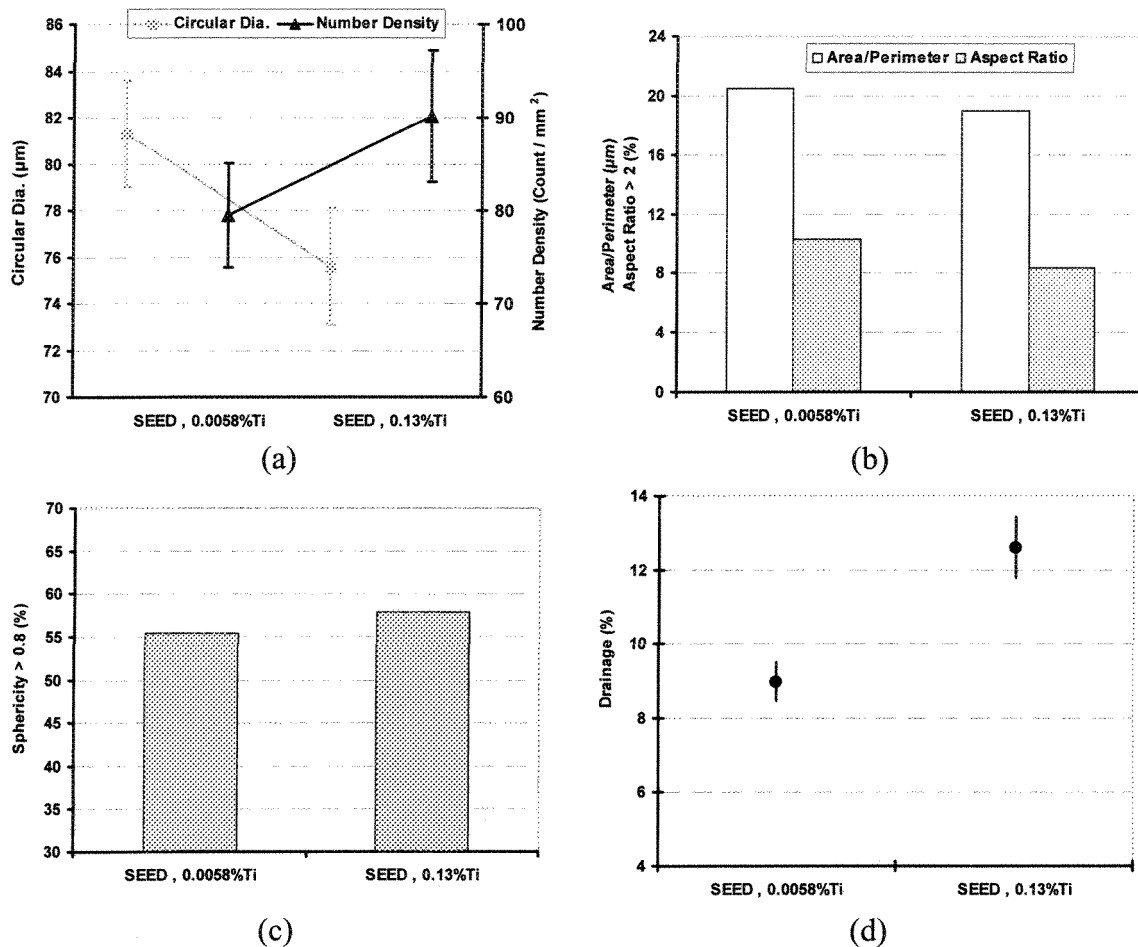 Circular Dia. Number Density
86
84
82
80
78
76
74
72
70
Circular Dia. (µm)
100
90
80
70
60
Number Density (Count / mm ²)
SEED , 0.0058%Ti SEED , 0.13%Ti
(a)
Area/Perimeter Aspect Ratio
24
20
16
12
8
4
0
Area/Perimeter (µm)
Aspect Ratio > 2 (%)
SEED , 0.0058%Ti SEED , 0.13%Ti
(b)
70
65
60
55
50
45
40
35
30
Sphericity > 0.8 (%)
SEED , 0.0058%Ti SEED , 0.13%Ti
(c)
14
12
10
8
6
4
Drainage (%)
SEED , 0.0058%Ti SEED , 0.13%Ti
(d)